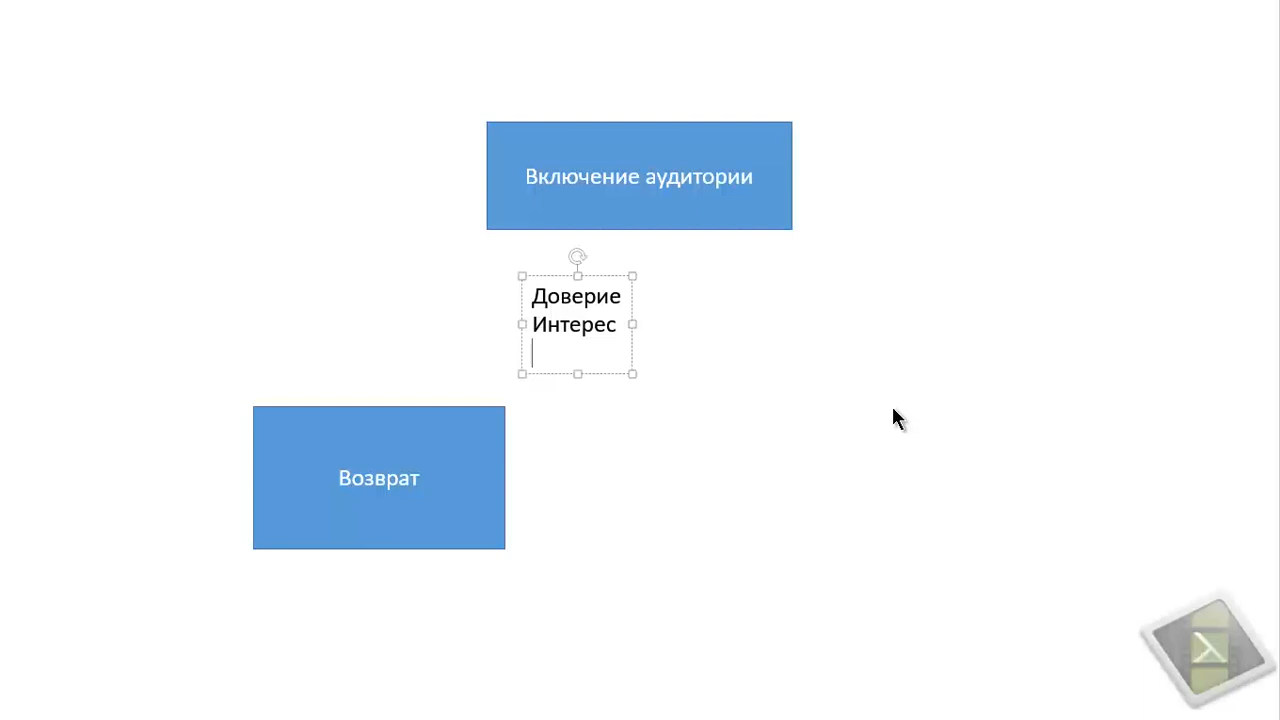 Включение аудитории
Доверие
Интерес
Возврат